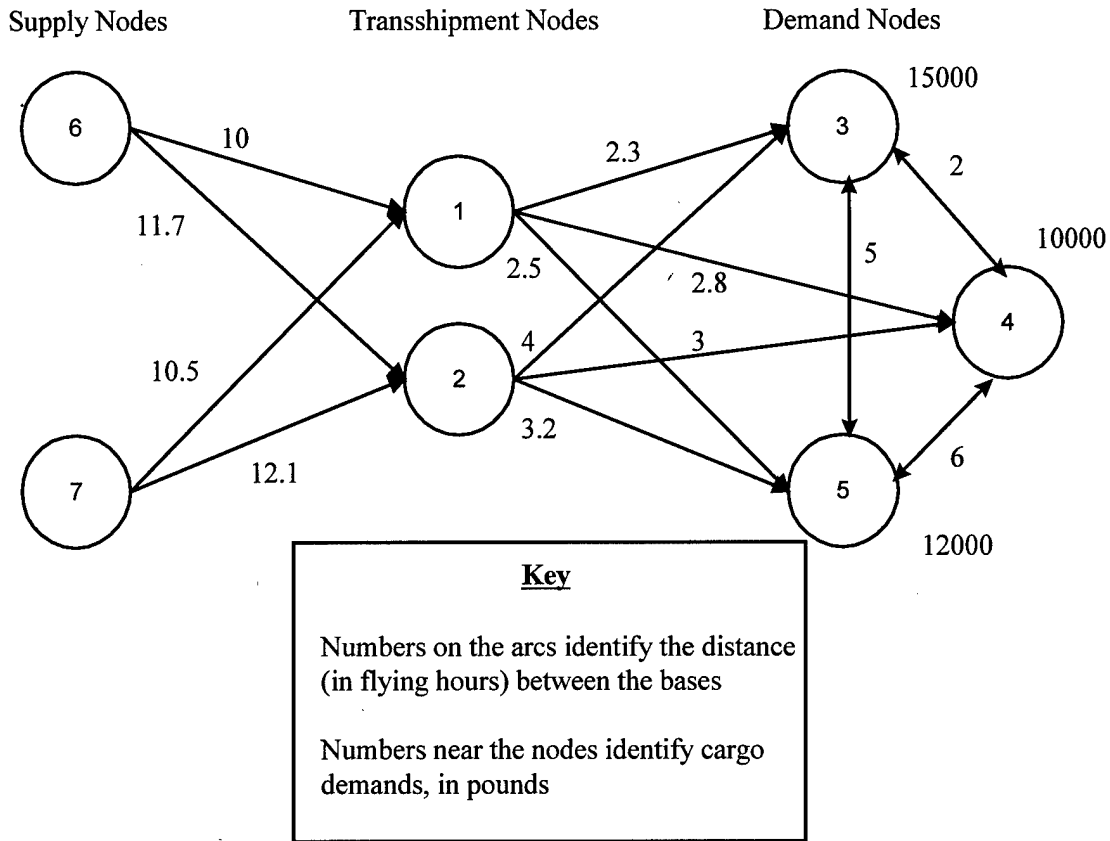 Supply Nodes
Transshipment Nodes
Demand Nodes
15000
6
3
10
2.3
2
1
11.7
10000
5
2.5
2.8
4
4
3
10.5
2
3.2
12.1
6
7
5
12000
Key
Numbers on the arcs identify the distance
(in flying hours) between the bases
Numbers near the nodes identify cargo
demands, in pounds